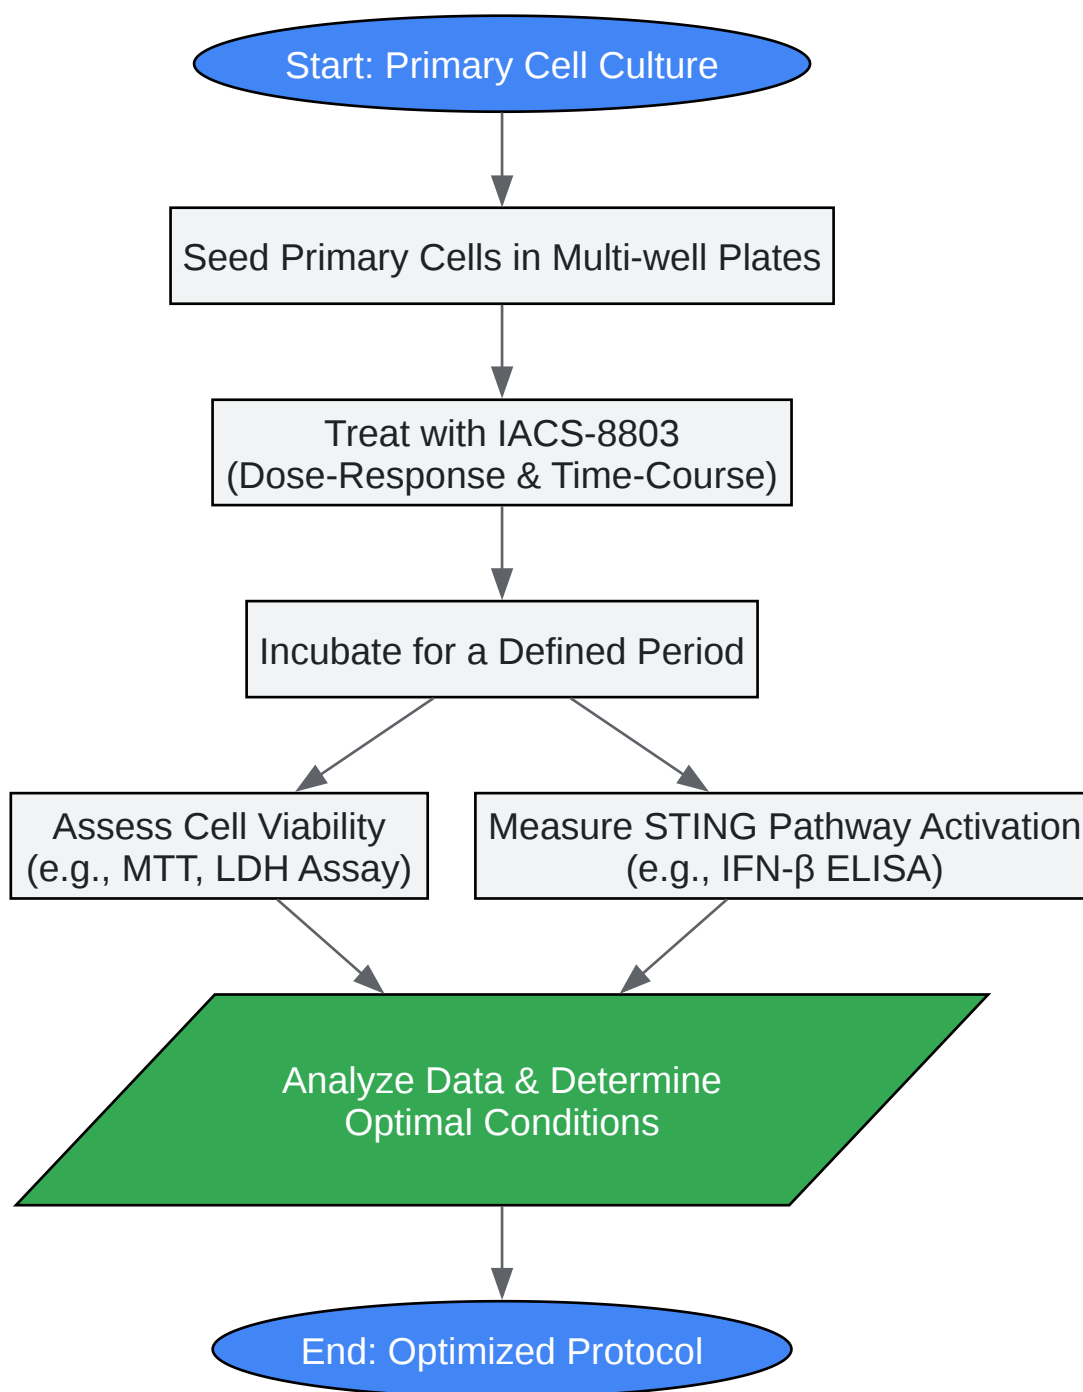 Start: Primary Cell Culture
Seed Primary Cells in Multi-well Plates
Treat with IACS-8803
(Dose-Response & Time-Course)
Incubate for a Defined Period
Assess Cell Viability
(e.g., MTT, LDH Assay)
Measure STING Pathway Activation
(e.g., IFN-β ELISA)
Analyze Data & Determine
Optimal Conditions
End: Optimized Protocol